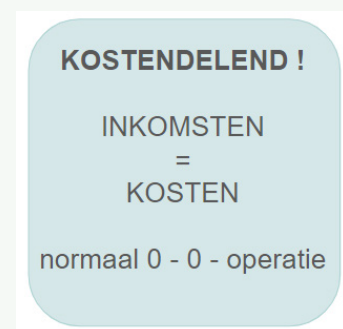 KOSTENDELEND !
INKOMSTEN
=
KOSTEN
normaal 0 - 0 - operatie